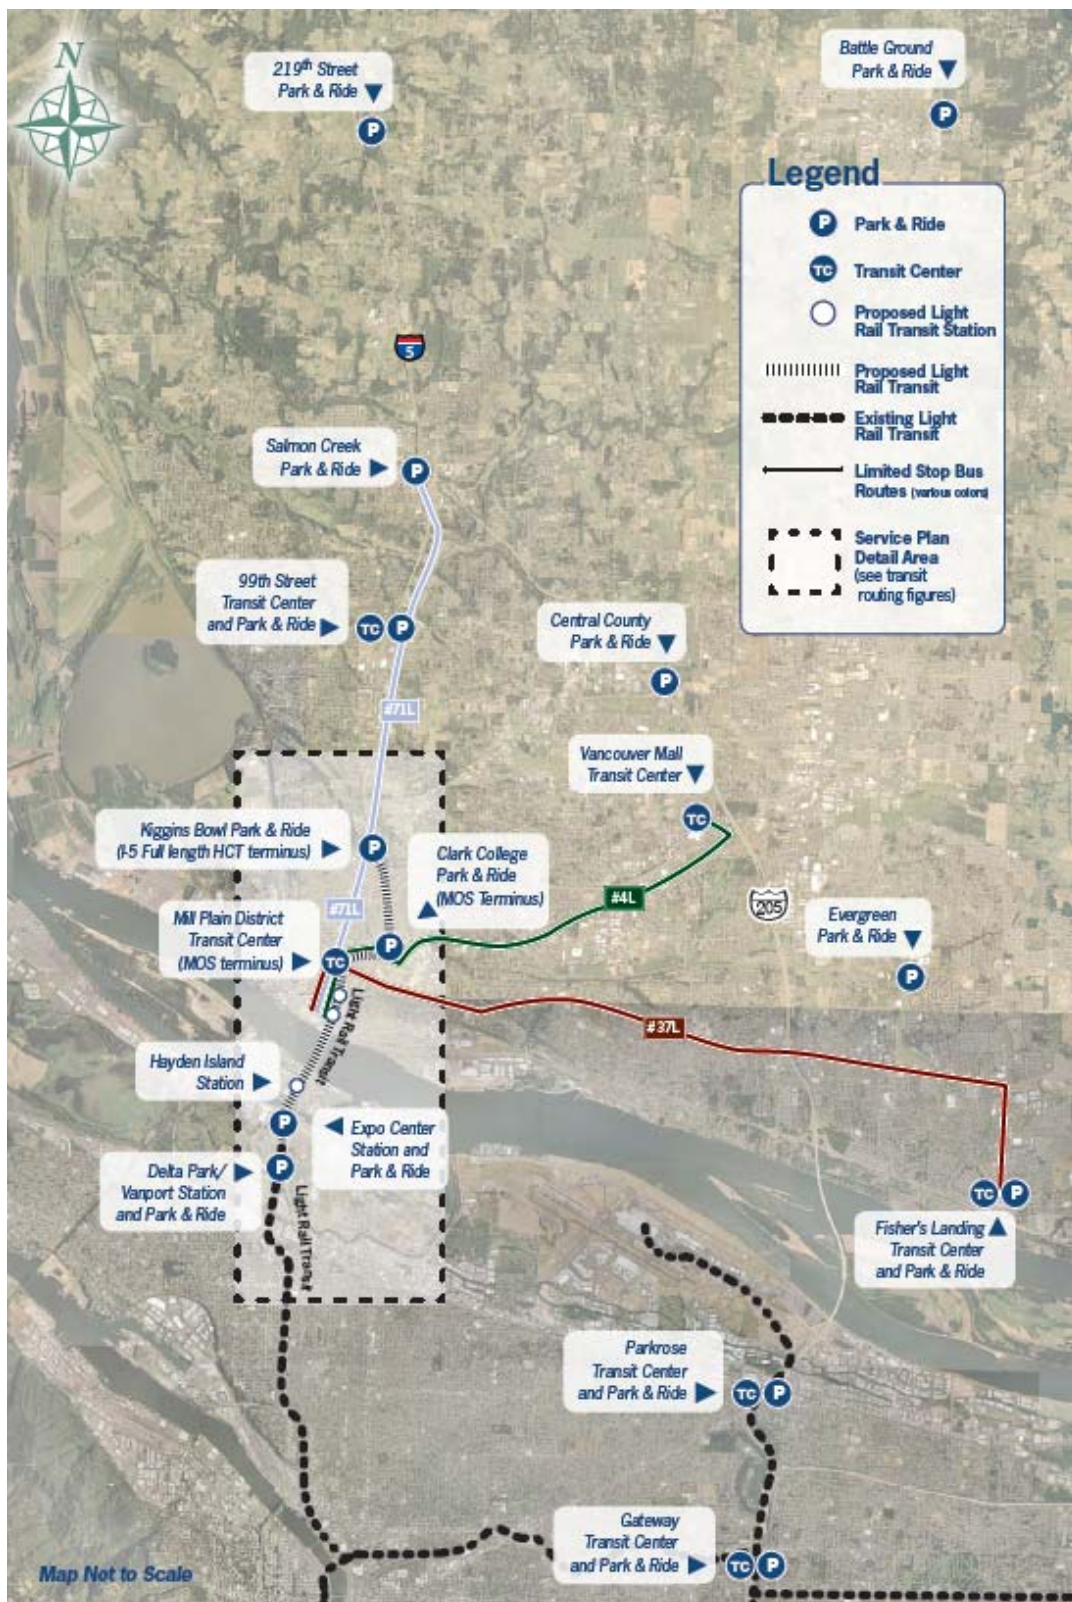 N
219th Street
Park & Ride
P
Battle Ground
Park & Ride
P
Legend
P Park & Ride
TC Transit Center
Proposed Light
Rail Transit Station
Proposed Light
Rail Transit
Existing Light
Rail Transit
Limited Stop Bus
Routes (various colors)
Service Plan
Detail Area
(see transit
routing figures)
5
Salmon Creek
Park & Ride
P
99th Street
Transit Center
and Park & Ride
TC P
Central County
Park & Ride
P
#71L
Vancouver Mall
Transit Center
TC
Kiggins Bowl Park & Ride
(I-5 Full length HCT terminus)
P
Clark College
Park & Ride
(MOS Terminus)
P
#4L
205
#71L
Mill Plain District
Transit Center
(MOS terminus)
TC
Evergreen
Park & Ride
P
Light Rail Transit
#37L
Hayden Island
Station
P
Expo Center
Station and
Park & Ride
Delta Park/
Vanport Station
and Park & Ride
P
Light Rail Transit
TC P
Fisher's Landing
Transit Center
and Park & Ride
Parkrose
Transit Center
and Park & Ride
TC P
Gateway
Transit Center
and Park & Ride
TC P
Map Not to Scale